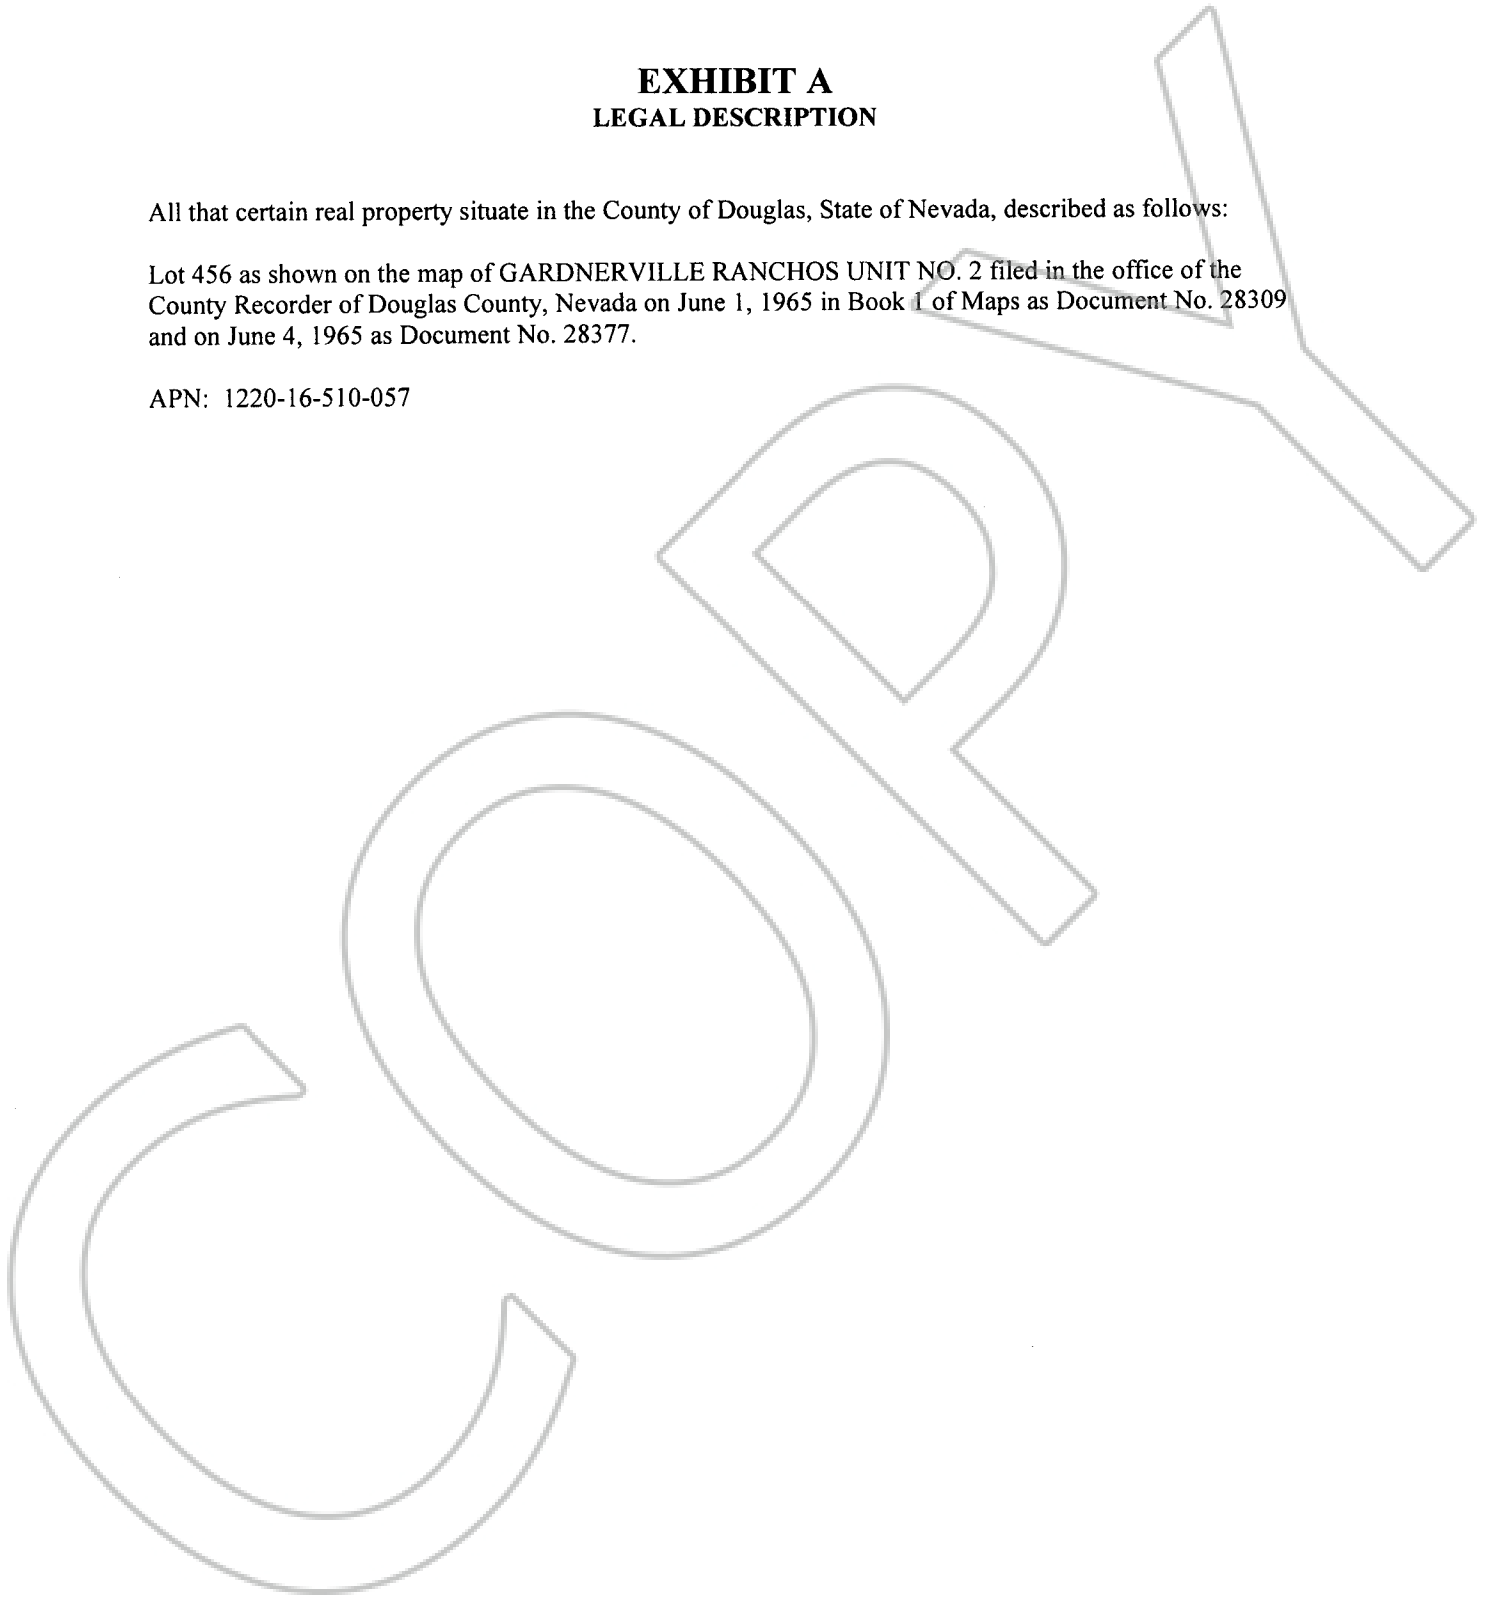 EXHIBIT A
LEGAL DESCRIPTION
All that certain real property situate in the County of Douglas, State of Nevada, described as follows:
Lot 456 as shown on the map of GARDNERVILLE RANCHOS UNIT NO. 2 filed in the office of the
County Recorder of Douglas County, Nevada on June 1, 1965 in Book 1 of Maps as Document No. 28309
and on June 4, 1965 as Document No. 28377.
APN: 1220-16-510-057
COPY